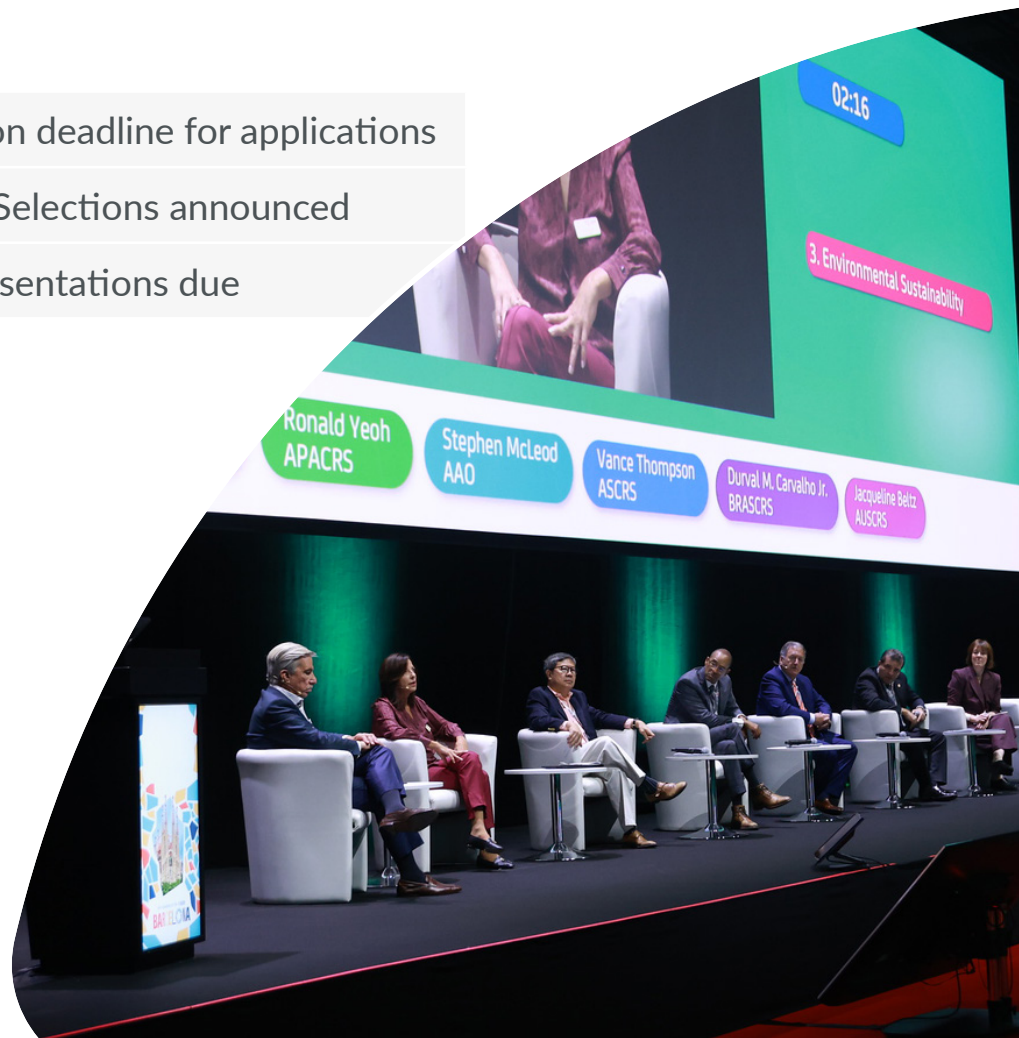 on deadline for applications
Selections announced
sentations due
02:16
3. Environmental Sustainability
Ronald Yeoh
APACRS
Stephen McLeod
AAO
Vance Thompson
ASCRS
Durval M. Carvalho Jr.
BRASCRS
Jacqueline Beltz
AUSCRS
BARCELONA